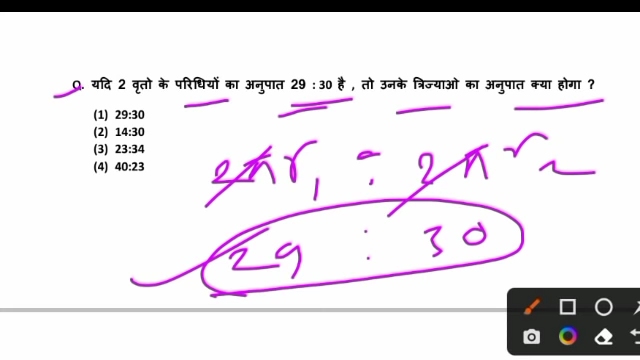 Q. यदि 2 वृतो के परिधियों का अनुपात 29 : 30 है , तो उनके त्रिज्याओ का अनुपात क्या होगा ?
(1) 29:30
(2) 14:30
(3) 23:34
(4) 40:23
2πr₁ : 2πr₂
29 : 30